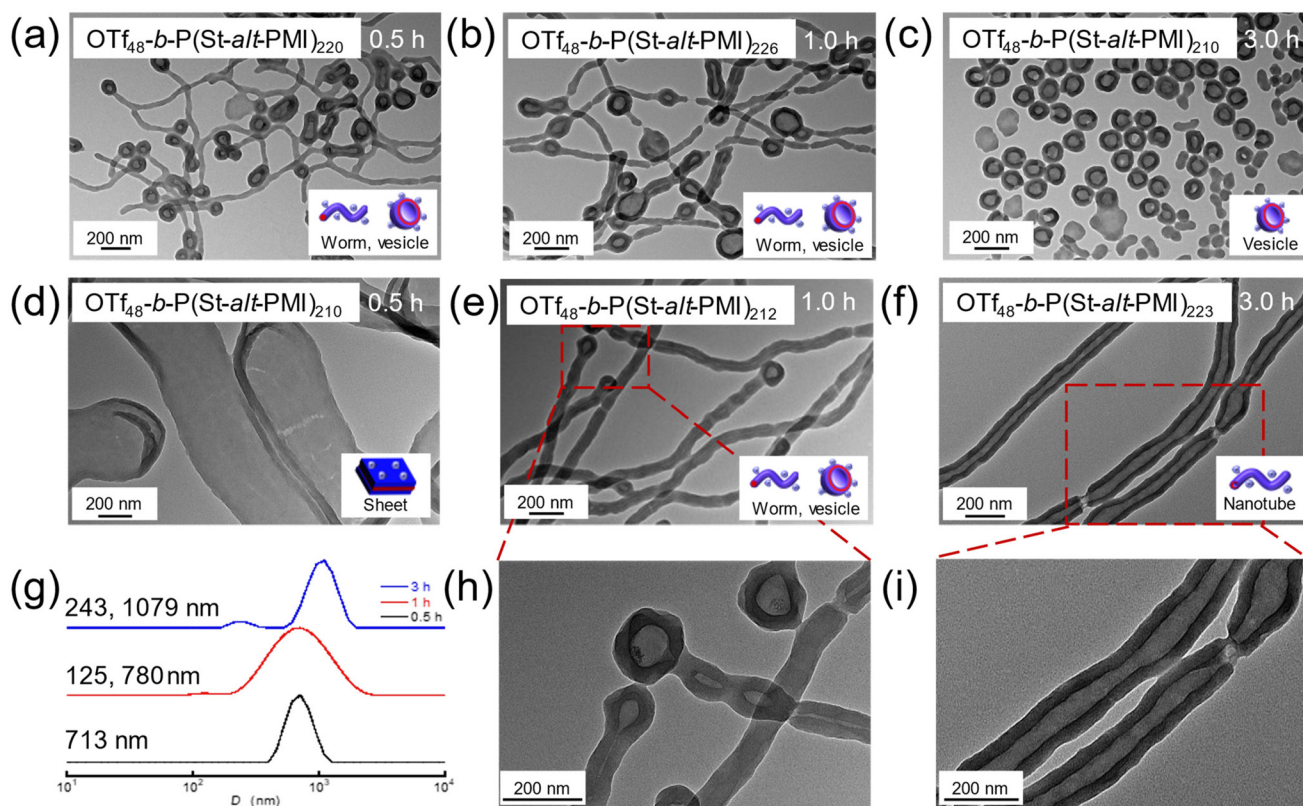 (a)
OTf48-b-P(St-alt-PMI)220
0.5 h
200 nm
Worm, vesicle
(b)
OTf48-b-P(St-alt-PMI)226
1.0 h
200 nm
Worm, vesicle
(c)
OTf48-b-P(St-alt-PMI)210
3.0 h
200 nm
Vesicle
(d)
OTf48-b-P(St-alt-PMI)210
0.5 h
200 nm
Sheet
(e)
OTf48-b-P(St-alt-PMI)212
1.0 h
200 nm
Worm, vesicle
(f)
OTf48-b-P(St-alt-PMI)223
3.0 h
200 nm
Nanotube
(g)
3 h
1 h
0.5 h
243, 1079 nm
125, 780 nm
713 nm
10^1
10^2
10^3
10^4
D (nm)
(h)
200 nm
(i)
200 nm